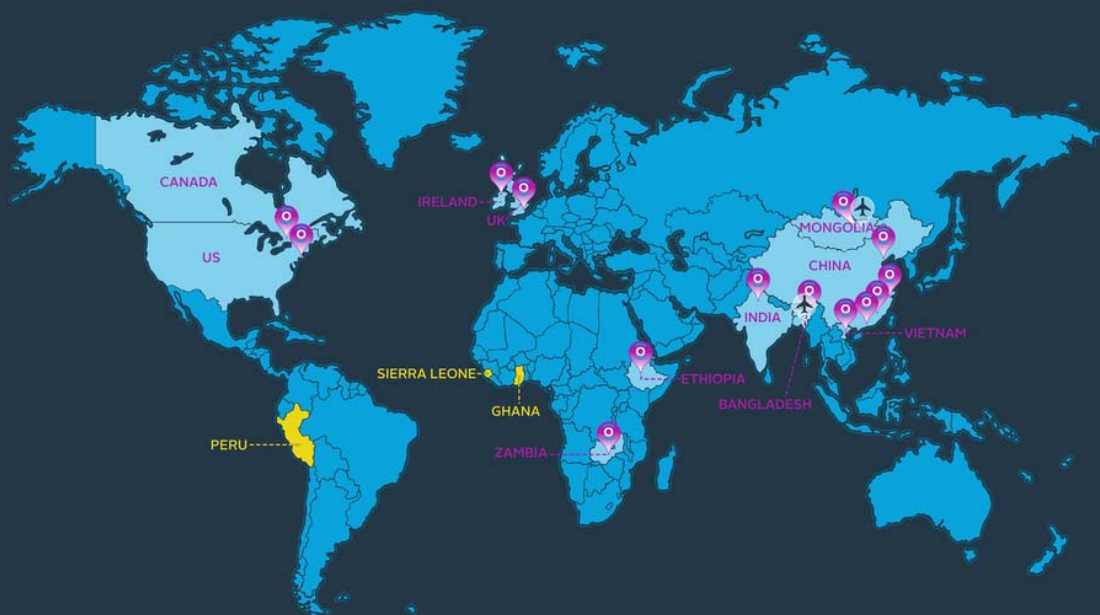 CANADA
US
IRELAND
UK
MONGOLIA
CHINA
INDIA
VIETNAM
SIERRA LEONE
GHANA
ETHIOPIA
BANGLADESH
PERU
ZAMBIA